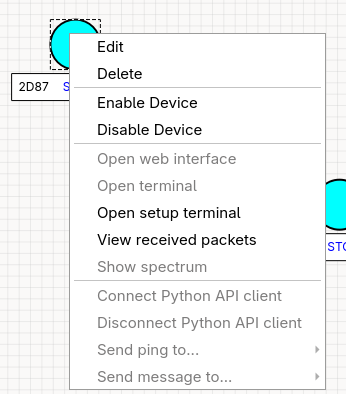 Edit
2D87 S
Delete
Enable Device
Disable Device
Open web interface
Open terminal
Open setup terminal
View received packets
STO
Show spectrum
Connect Python API client
Disconnect Python API client
Send ping to...
Send message to...